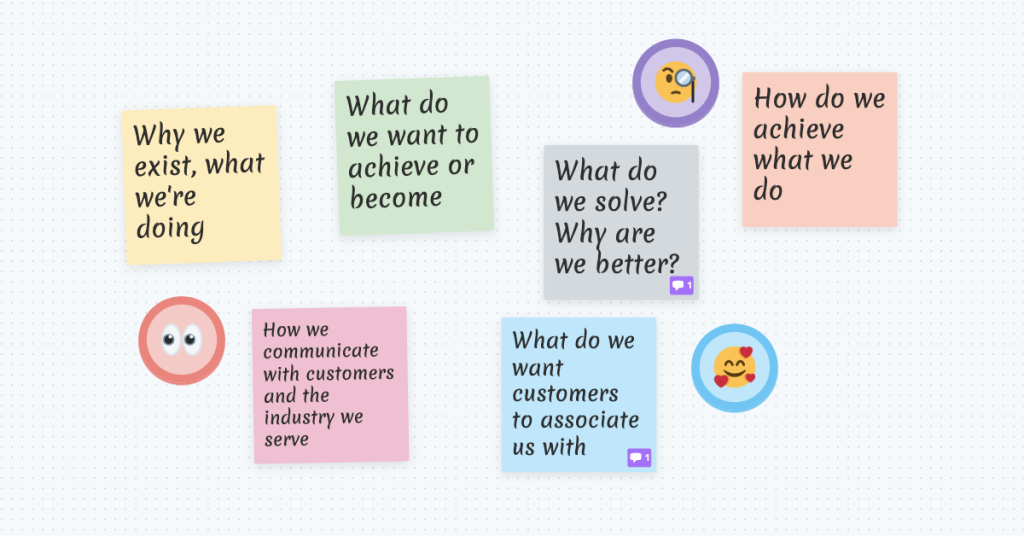 Why we
exist, what
we're
doing
What do
we want to
achieve or
become
What do
we solve?
Why are
we better?
1
How do we
achieve
what we
do
How we
communicate
with customers
and the
industry we
serve
What do we
want
customers
to associate
us with
1